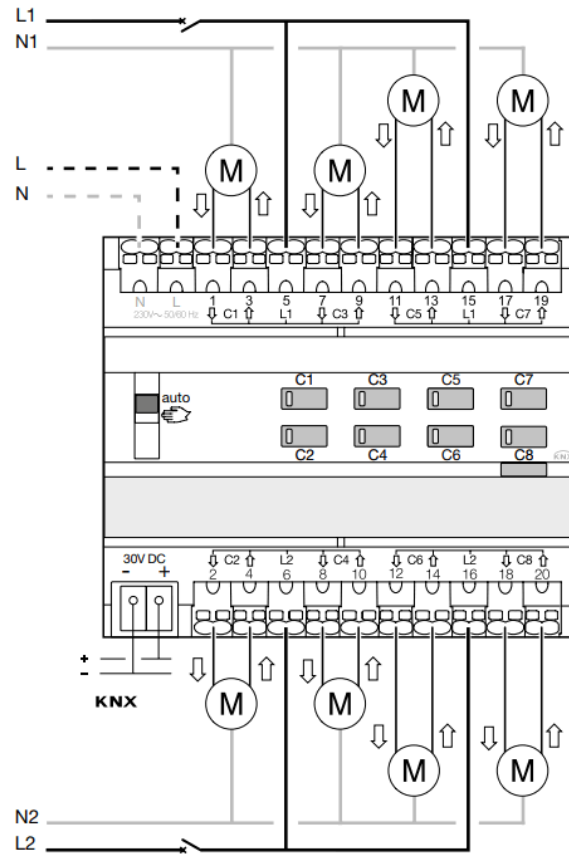 L1
N1
M M
M M
L
N
N L 1 3 5 7 9 11 13 15 17 19
230V~ 50/60 Hz C1 L1 C3 C5 L1 C7
auto
C1 C3 C5 C7
C2 C4 C6 C8
KNX
30V DC C2 L2 C4 C6 L2 C8
- + 2 4 6 8 10 12 14 16 18 20
+
-
KNX
M M
M M
N2
L2